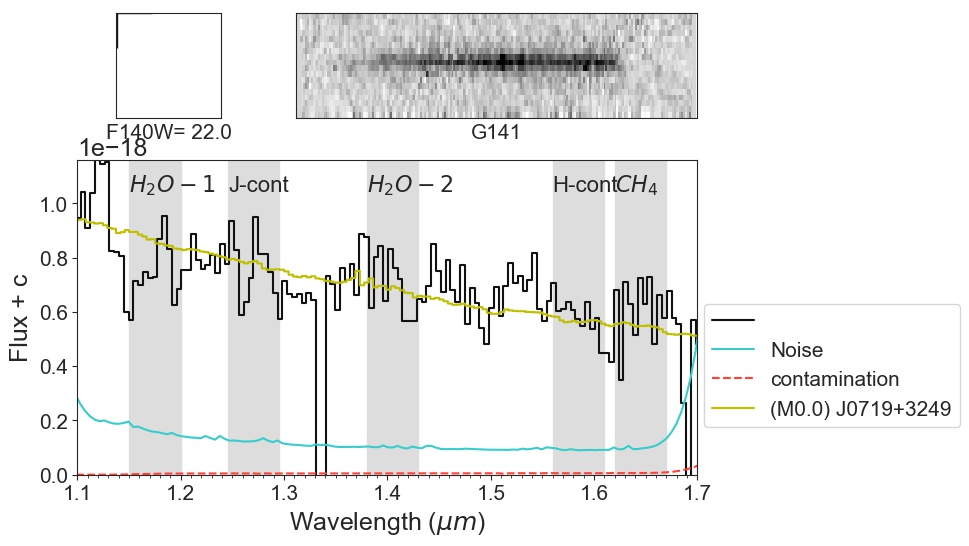 F140W= 22.0
G141
1e−18
H₂O − 1 J-cont H₂O − 2 H-cont CH₄
1.0
0.8
0.6
0.4
0.2
0.0
Flux + c
1.1 1.2 1.3 1.4 1.5 1.6 1.7
Wavelength (μm)
Noise
contamination
(M0.0) J0719+3249